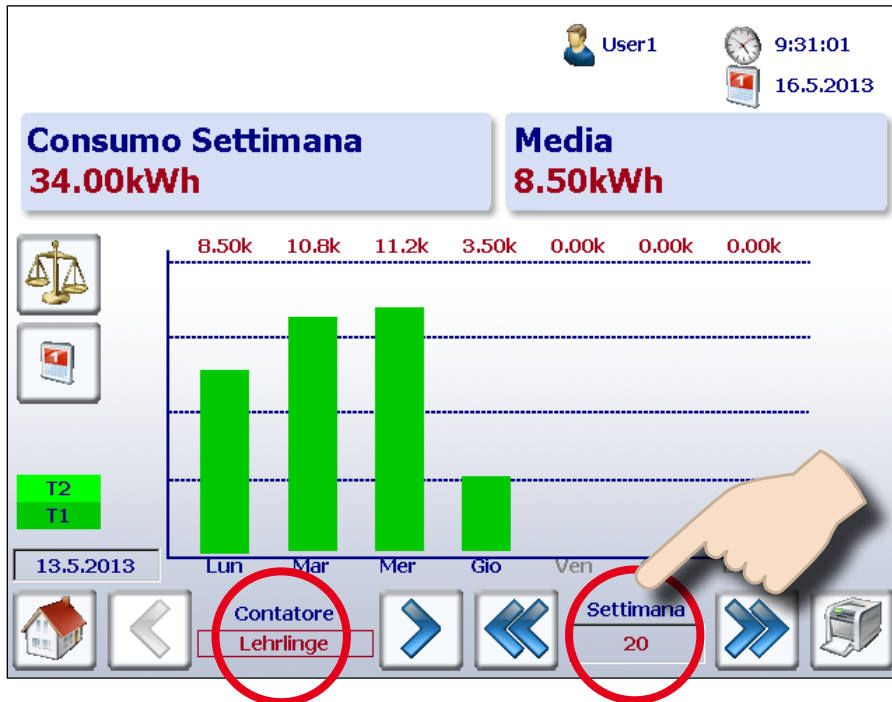 User1
9:31:01
1
16.5.2013
Consumo Settimana
34.00kWh
Media
8.50kWh
8.50k 10.8k 11.2k 3.50k 0.00k 0.00k 0.00k
1
T2
T1
13.5.2013
Lun Mar Mer Gio Ven
Contatore
Lehrlinge
Settimana
20